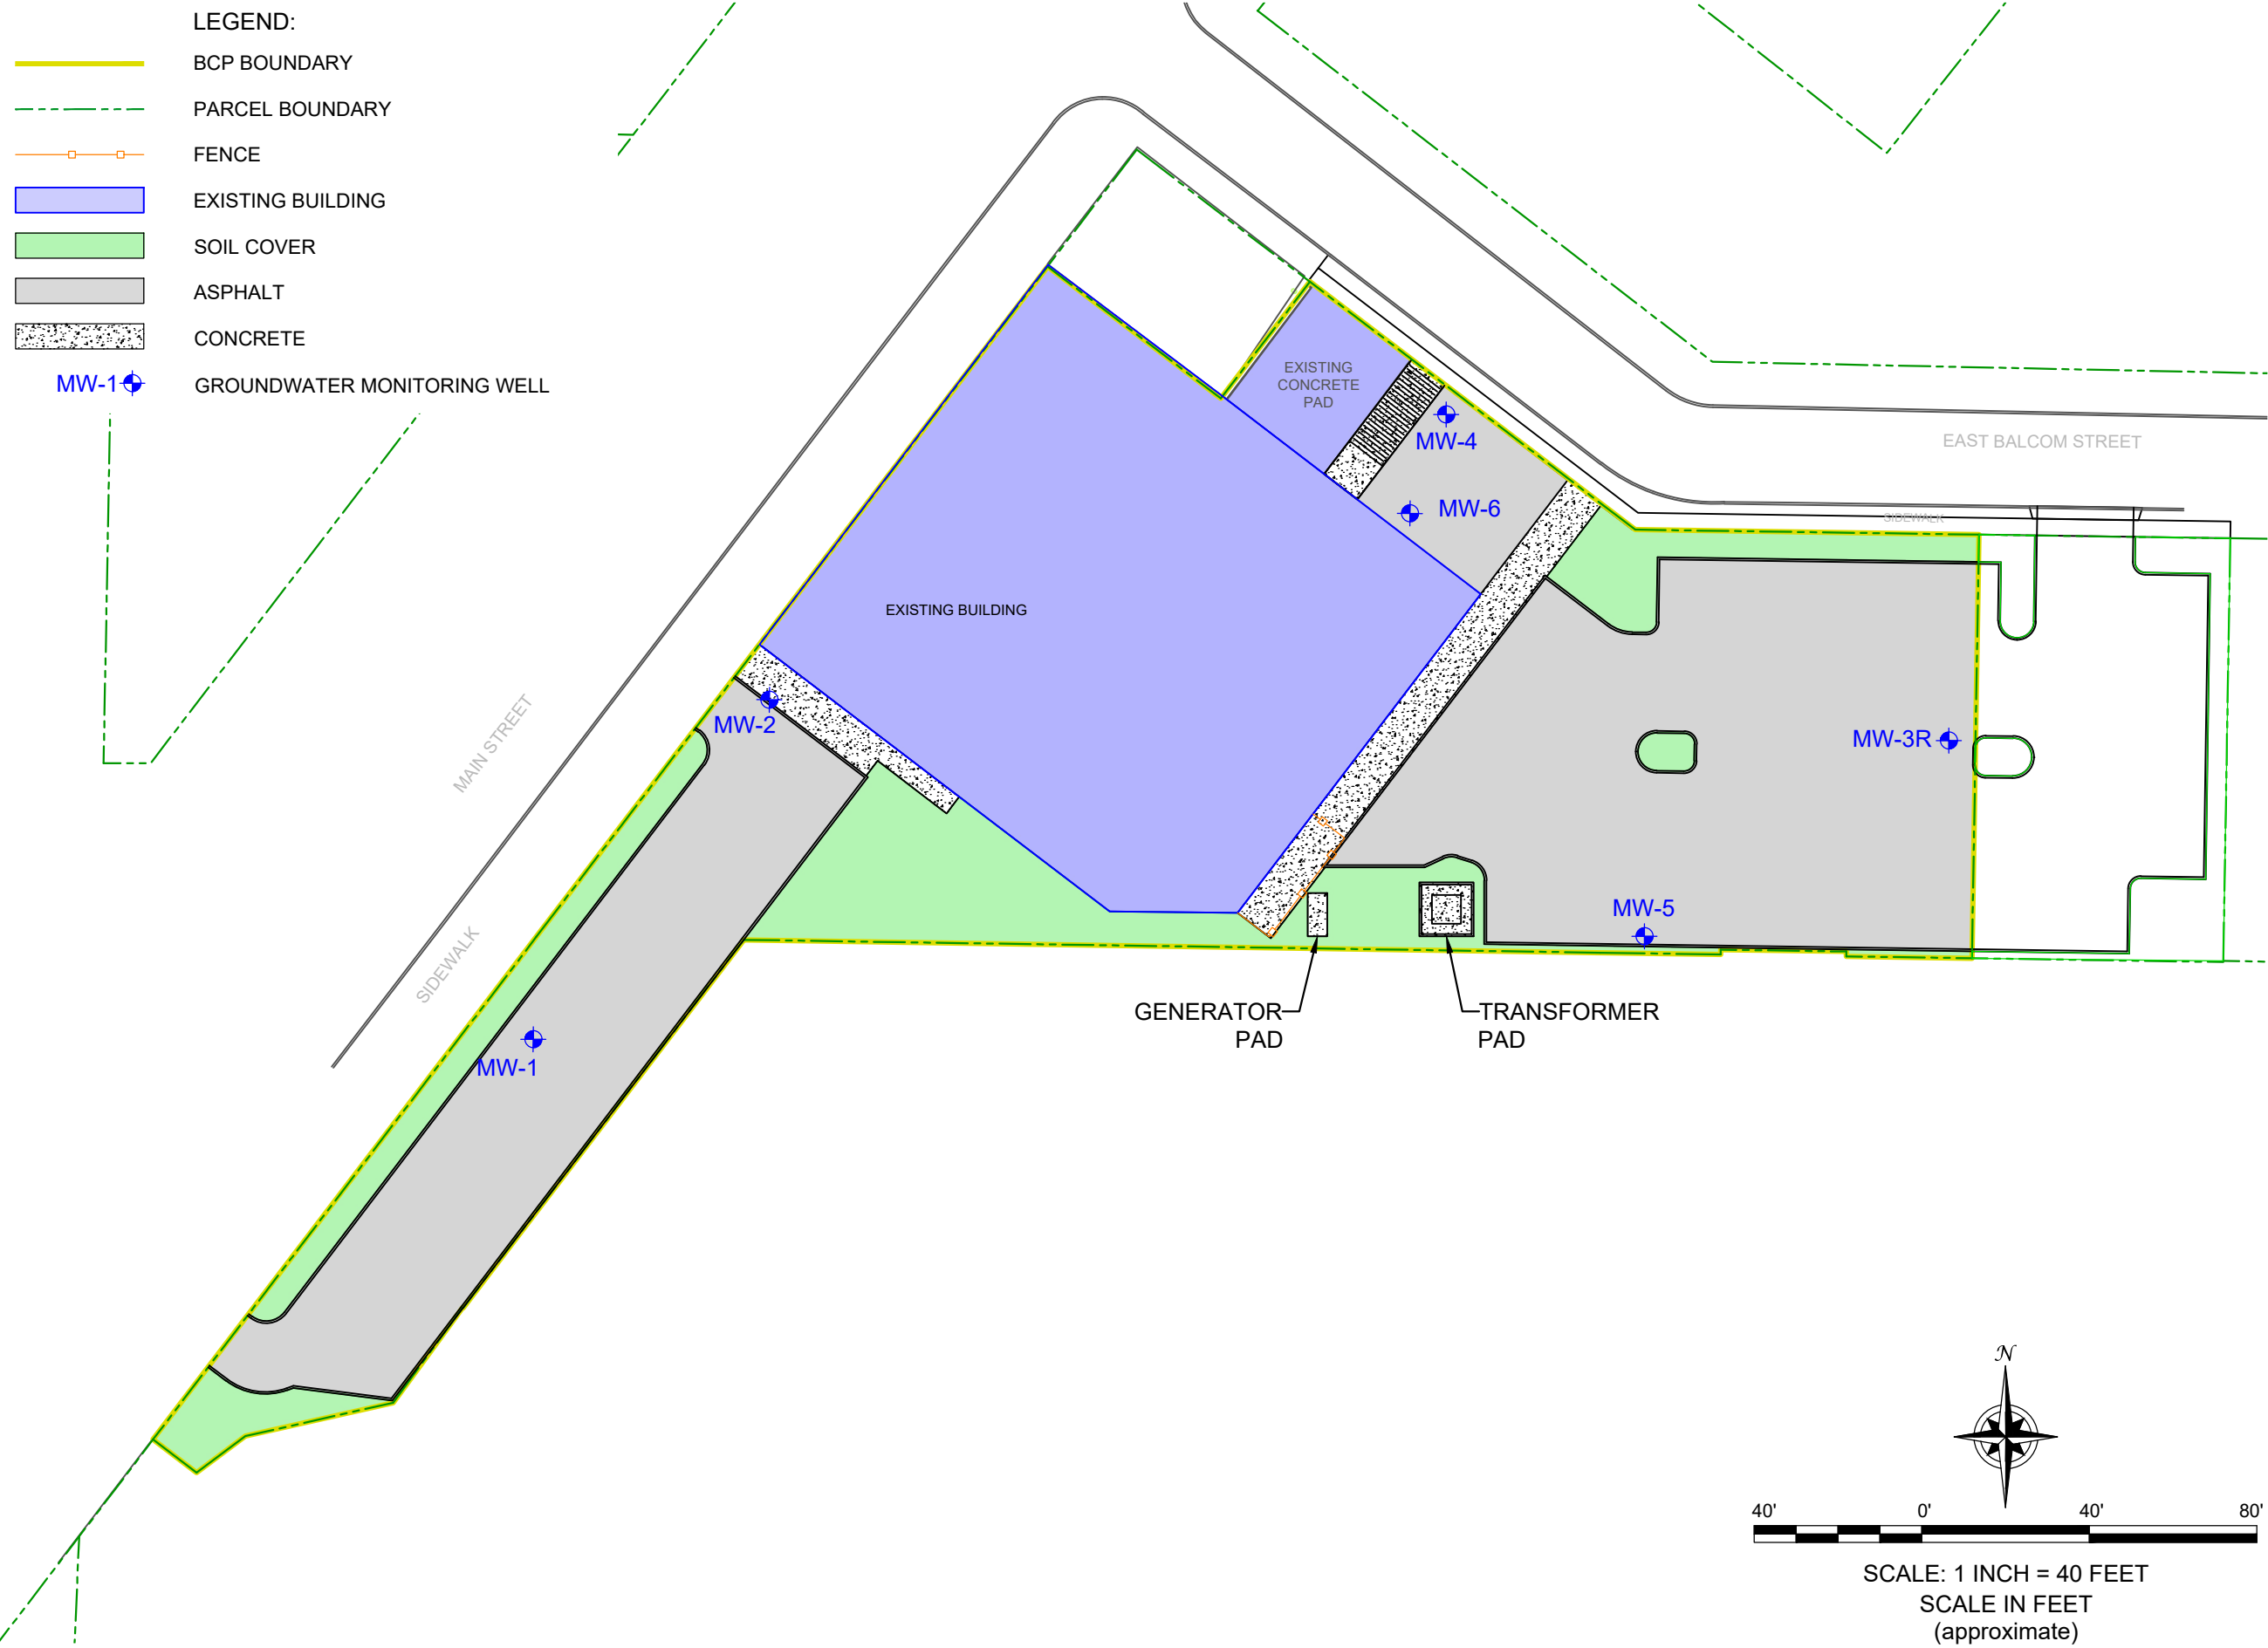 LEGEND:
BCP BOUNDARY
PARCEL BOUNDARY
FENCE
EXISTING BUILDING
SOIL COVER
ASPHALT
CONCRETE
MW-1
GROUNDWATER MONITORING WELL
EXISTING
CONCRETE
PAD
MW-4
EAST BALCOM STREET
MW-6
SIDEWALK
EXISTING BUILDING
MAIN STREET
MW-2
MW-3R
SIDEWALK
MW-5
GENERATOR
PAD
TRANSFORMER
PAD
MW-1
N
40' 0' 40' 80'
SCALE: 1 INCH = 40 FEET
SCALE IN FEET
(approximate)